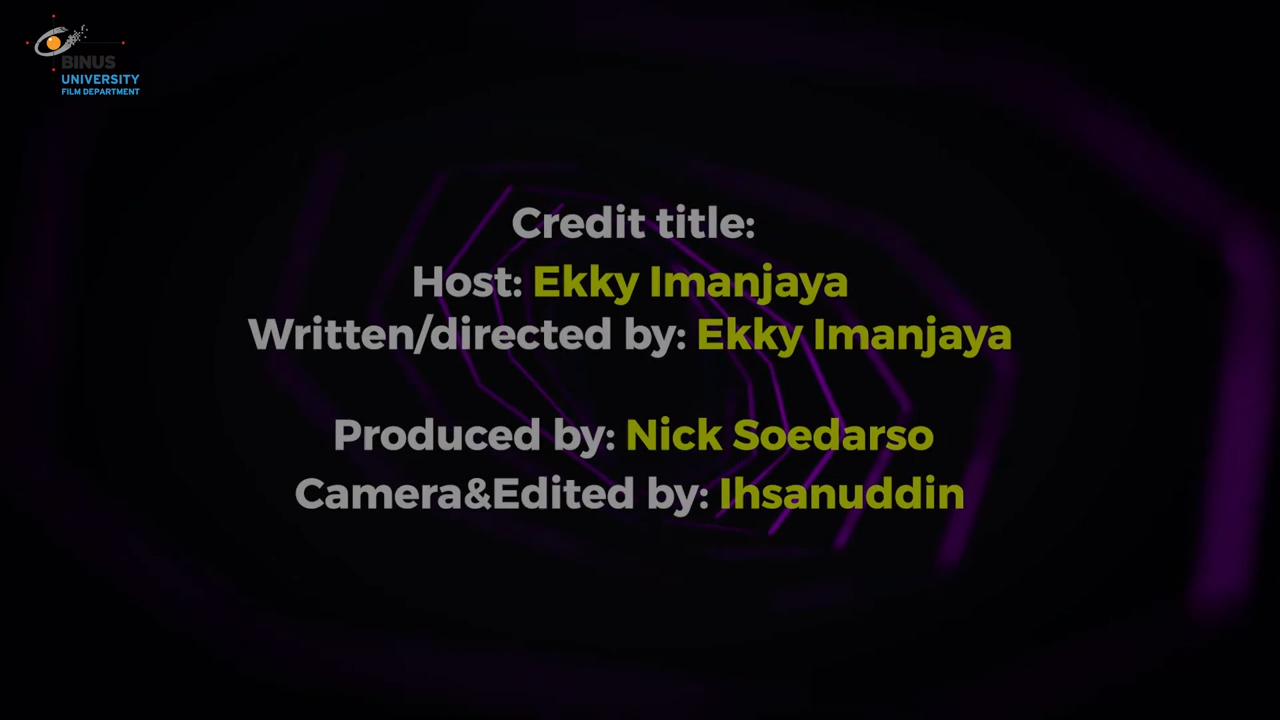 BINUS
UNIVERSITY
FILM DEPARTMENT
Credit title:
Host: Ekky Imanjaya
Written/directed by: Ekky Imanjaya
Produced by: Nick Soedarso
Camera&Edited by: Ihsanuddin